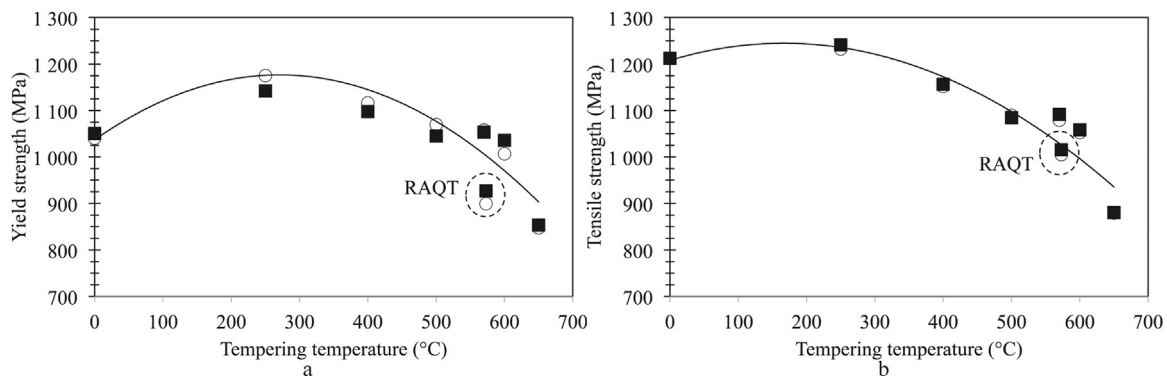 Yield strength (MPa)
1 300
1 200
1 100
1 000
900
800
700
RAQT
0 100 200 300 400 500 600 700
Tempering temperature (°C)
a
Tensile strength (MPa)
1 300
1 200
1 100
1 000
900
800
700
RAQT
0 100 200 300 400 500 600 700
Tempering temperature (°C)
b